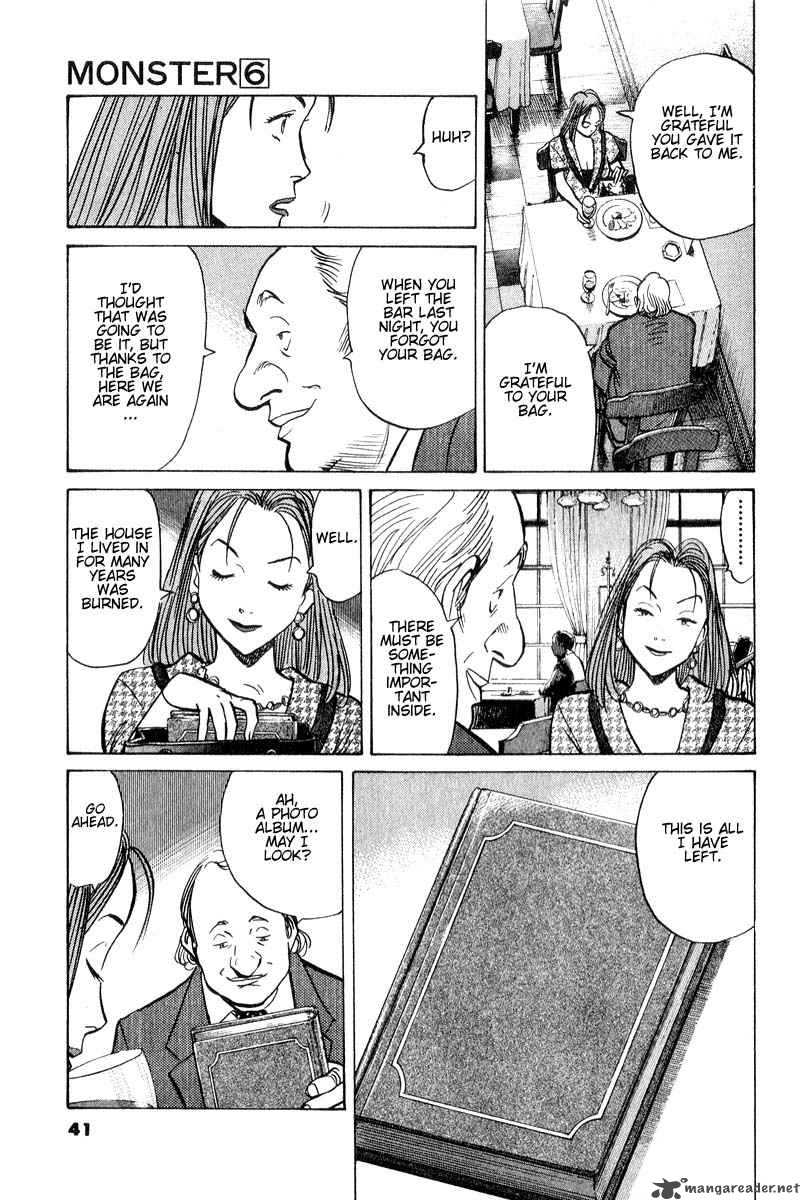 MONSTER 6
WELL, I'M
GRATEFUL
YOU GAVE IT
BACK TO ME.
I'M
GRATEFUL
TO YOUR
BAG.
HUH?
WHEN YOU
LEFT THE
BAR LAST
NIGHT, YOU
FORGOT
YOUR BAG.
I'D
THOUGHT
THAT WAS
GOING TO
BE IT, BUT
THANKS TO
THE BAG,
HERE WE
ARE AGAIN
...
........
THERE
MUST BE
SOME-
THING
IMPOR-
TANT
INSIDE.
WELL.
THE HOUSE
I LIVED IN
FOR MANY
YEARS
WAS
BURNED.
THIS IS ALL
I HAVE
LEFT.
AH,
A PHOTO
ALBUM...
MAY I
LOOK?
GO
AHEAD.
41
mangareader.net